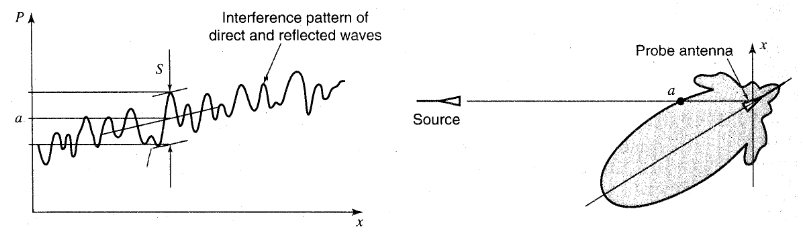 P
Interference pattern of
direct and reflected waves
S
a
x
x
Probe antenna
a
Source